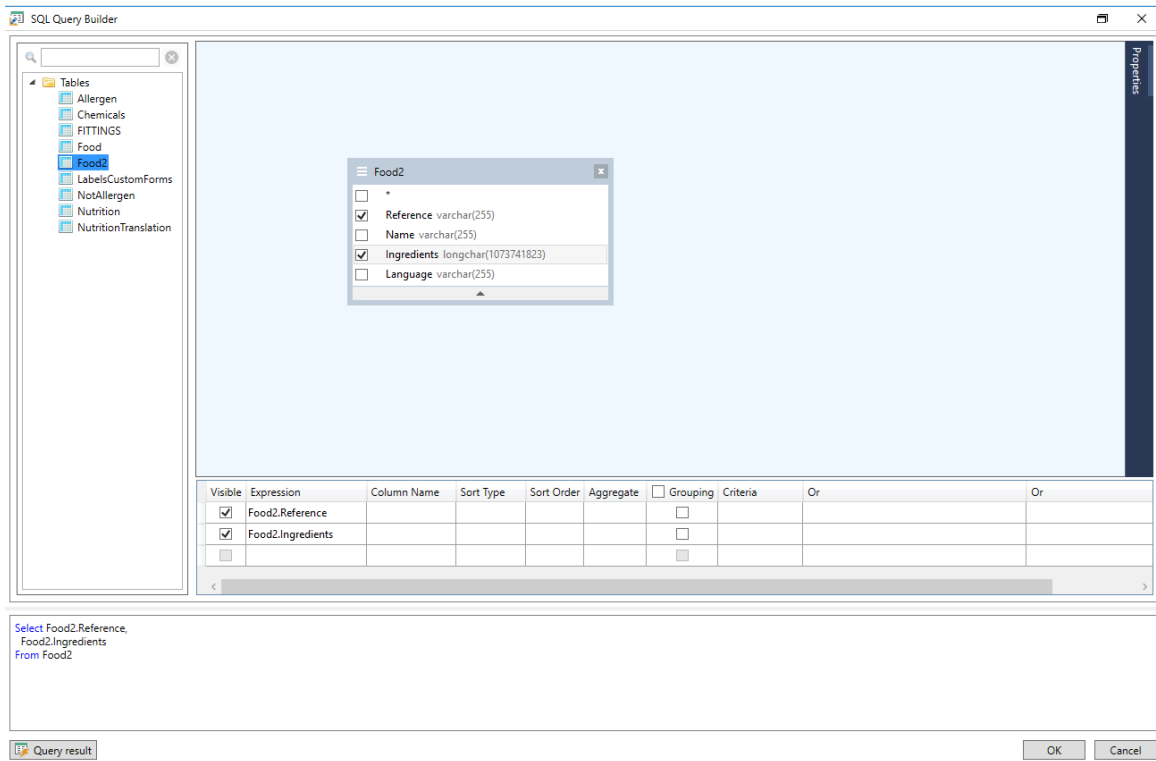 SQL Query Builder
Properties
Tables
Allergen
Chemicals
FITTINGS
Food
Food2
LabelsCustomForms
NotAllergen
Nutrition
NutritionTranslation
Food2
*
Reference varchar(255)
Name varchar(255)
Ingredients longchar(1073741823)
Language varchar(255)
Visible Expression Column Name Sort Type Sort Order Aggregate Grouping Criteria Or Or
Food2.Reference
Food2.Ingredients
Select Food2.Reference,
Food2.Ingredients
From Food2
Query result OK Cancel